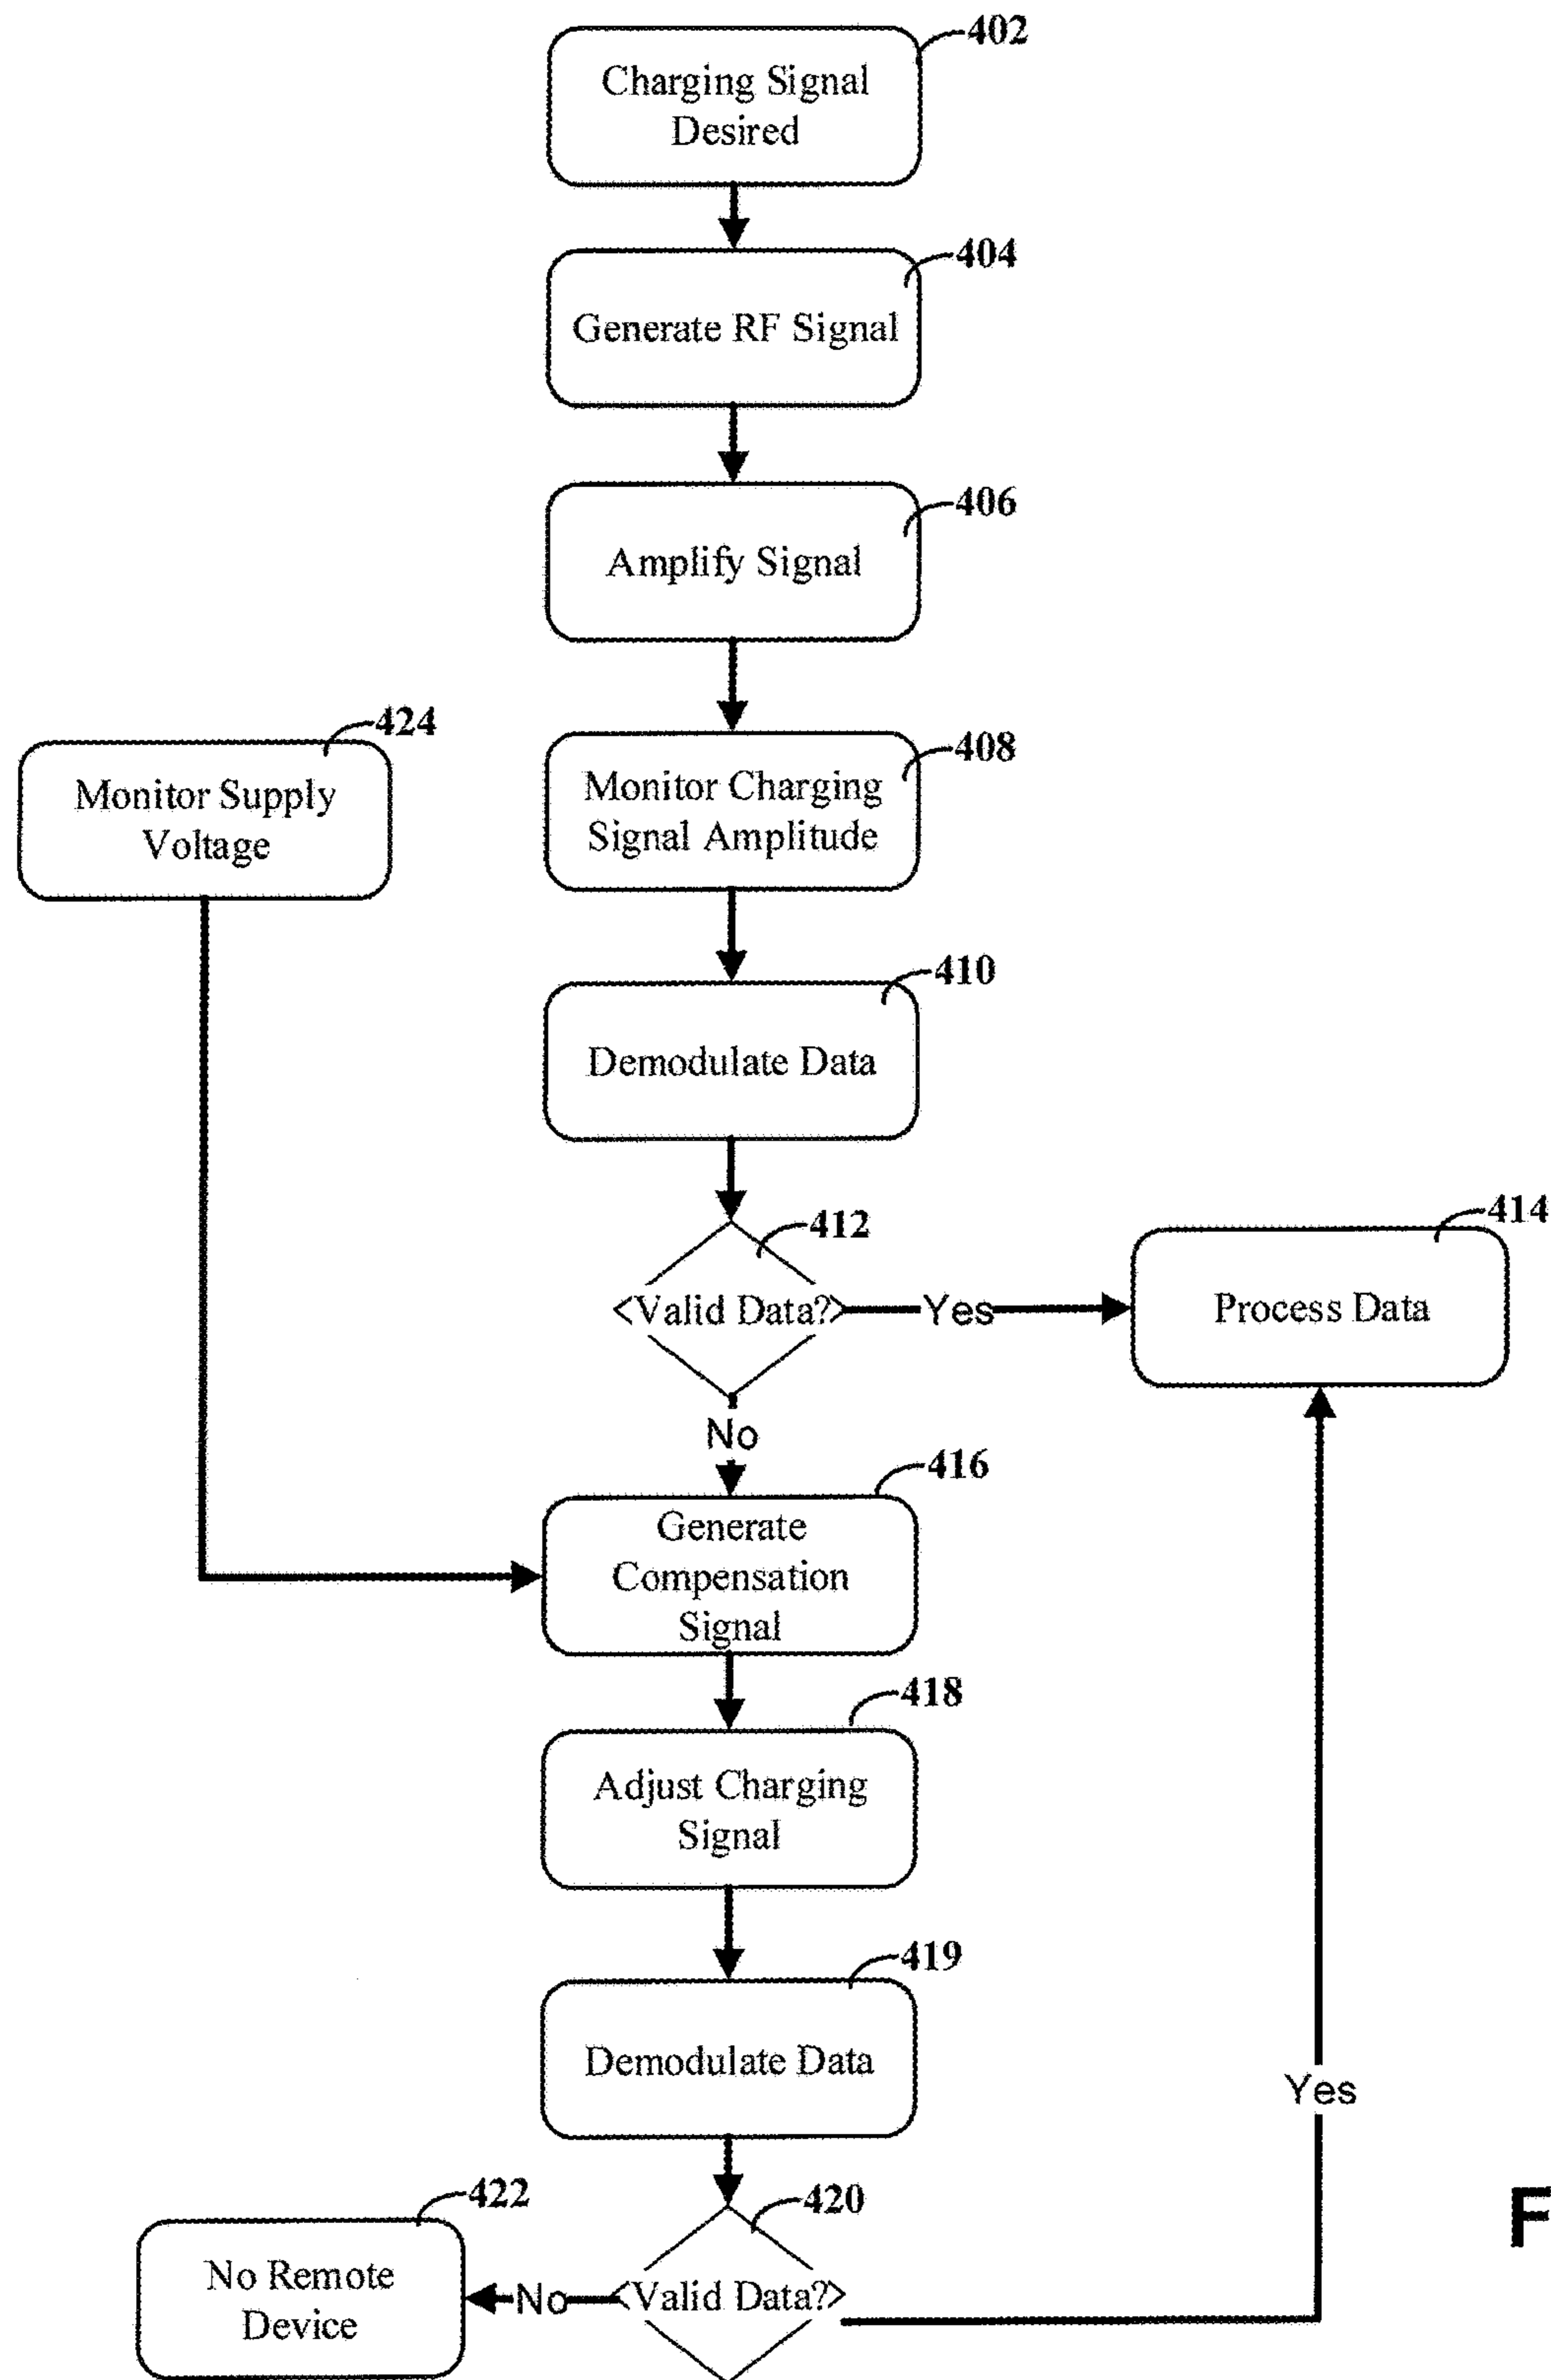 402
Charging Signal
Desired
404
Generate RF Signal
406
Amplify Signal
424
Monitor Supply
Voltage
408
Monitor Charging
Signal Amplitude
410
Demodulate Data
412
Valid Data?
Yes
414
Process Data
No
416
Generate
Compensation
Signal
418
Adjust Charging
Signal
419
Demodulate Data
Yes
422
No Remote
Device
No
420
Valid Data?
F